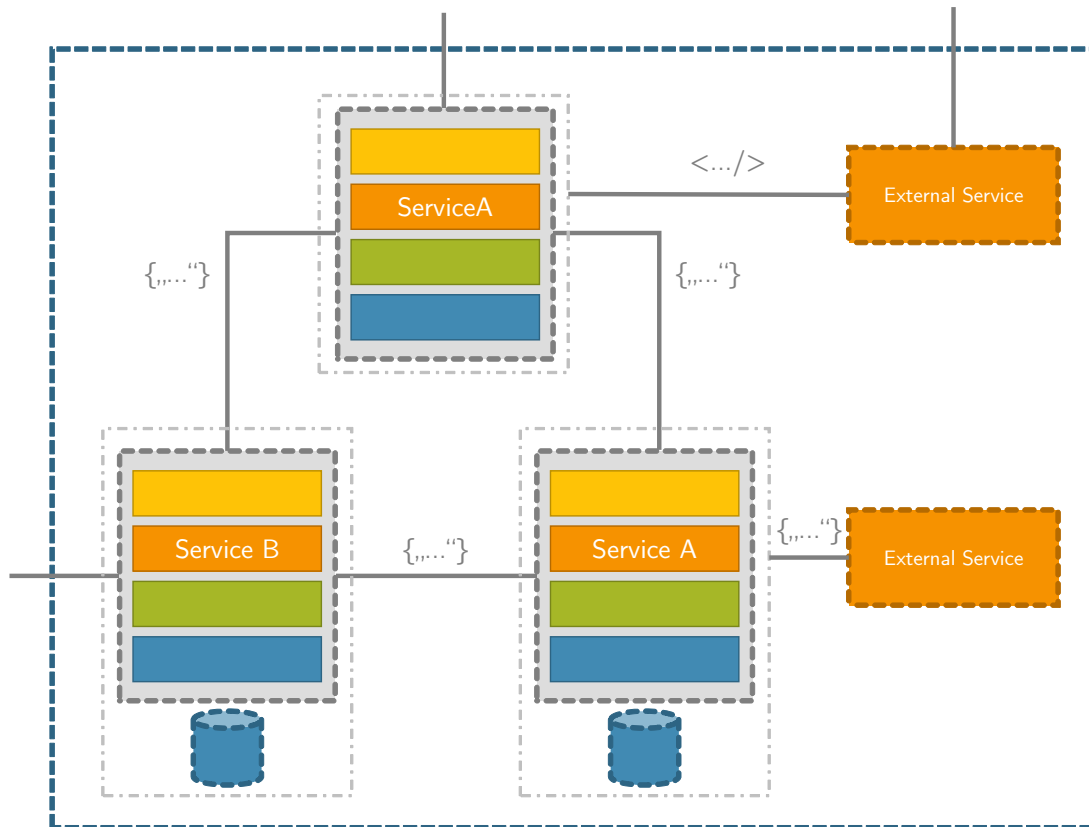 <.../>
ServiceA
External Service
{„...“}
{„...“}
{„...“}
Service B
{„...“}
Service A
External Service